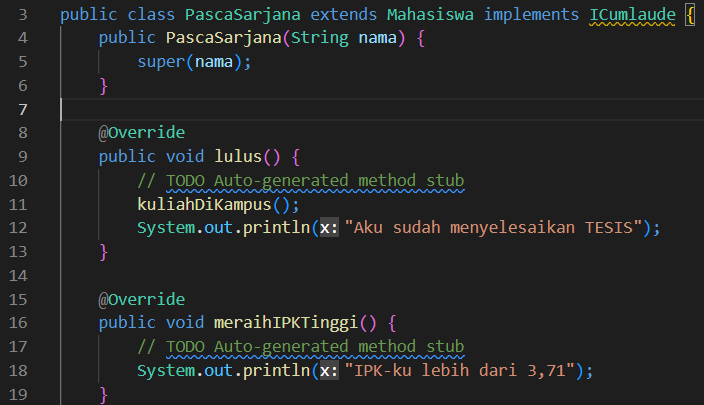 3 public class PascaSarjana extends Mahasiswa implements ICumlaude {
4     public PascaSarjana(String nama) {
5         super(nama);
6     }
7
8     @Override
9     public void lulus() {
10         // TODO Auto-generated method stub
11         kuliahDiKampus();
12         System.out.println(x:"Aku sudah menyelesaikan TESIS");
13     }
14
15     @Override
16     public void meraihIPKTinggi() {
17         // TODO Auto-generated method stub
18         System.out.println(x:"IPK-ku lebih dari 3,71");
19     }